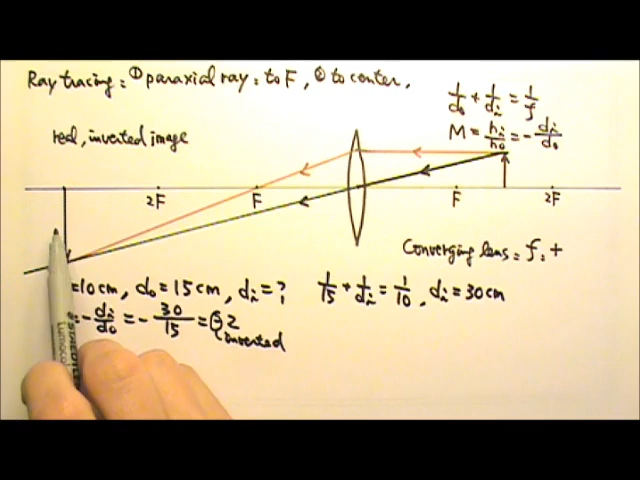 Ray tracing: ① paraxial ray: to F, ② to center.
1/do + 1/di = 1/f
M = hi/ho = -di/do
real, inverted image
2F F F 2F
Converging lens: f: +
=10cm, do=15cm, di=?
1/15 + 1/di = 1/10, di=30cm
= -di/do = -30/15 = -2
inverted